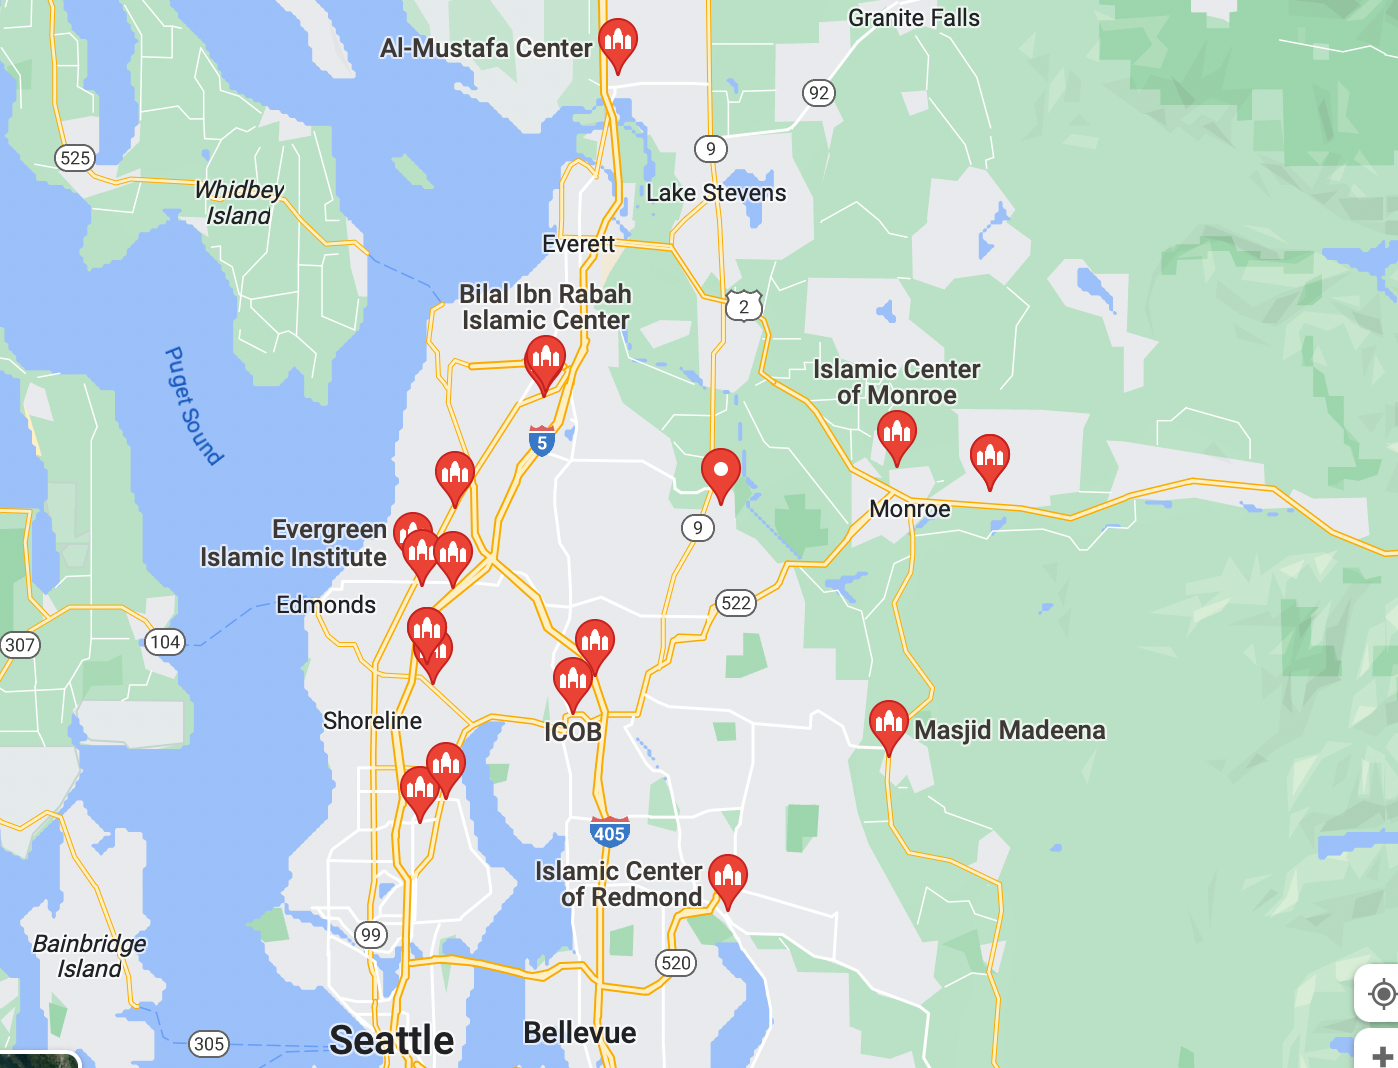 Granite Falls
Al-Mustafa Center
92
9
525
Whidbey
Island
Lake Stevens
Everett
Bilal Ibn Rabah
Islamic Center
2
Puget Sound
Islamic Center
of Monroe
5
Monroe
9
Evergreen
Islamic Institute
Edmonds
522
307
104
Shoreline
ICOB
Masjid Madeena
405
Islamic Center
of Redmond
99
Bainbridge
Island
520
305
Seattle
Bellevue